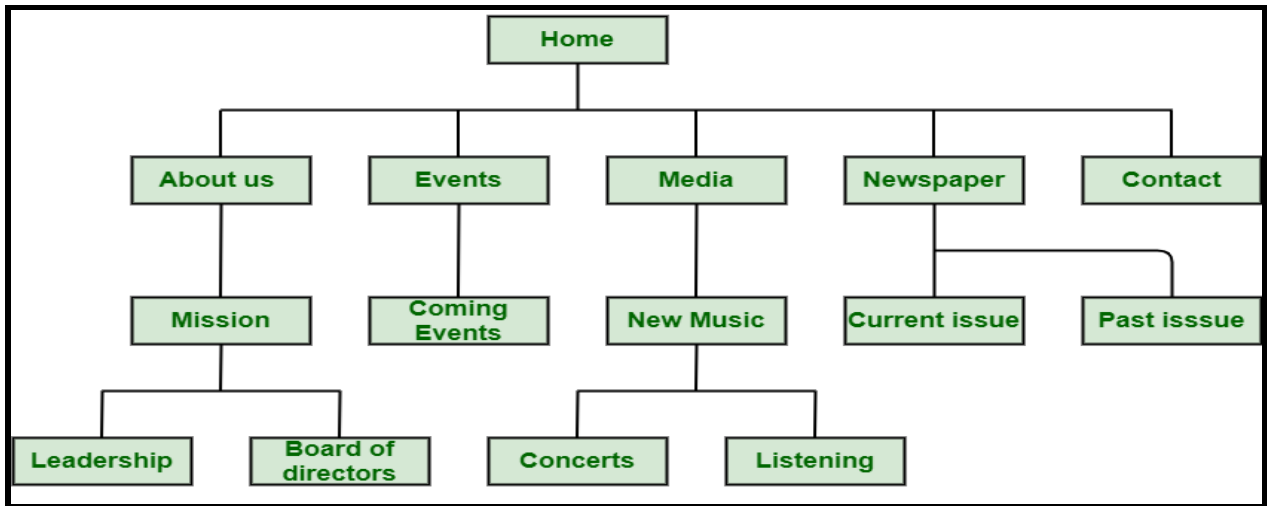 Home
About us
Events
Media
Newspaper
Contact
Mission
Coming
Events
New Music
Current issue
Past isssue
Leadership
Board of
directors
Concerts
Listening